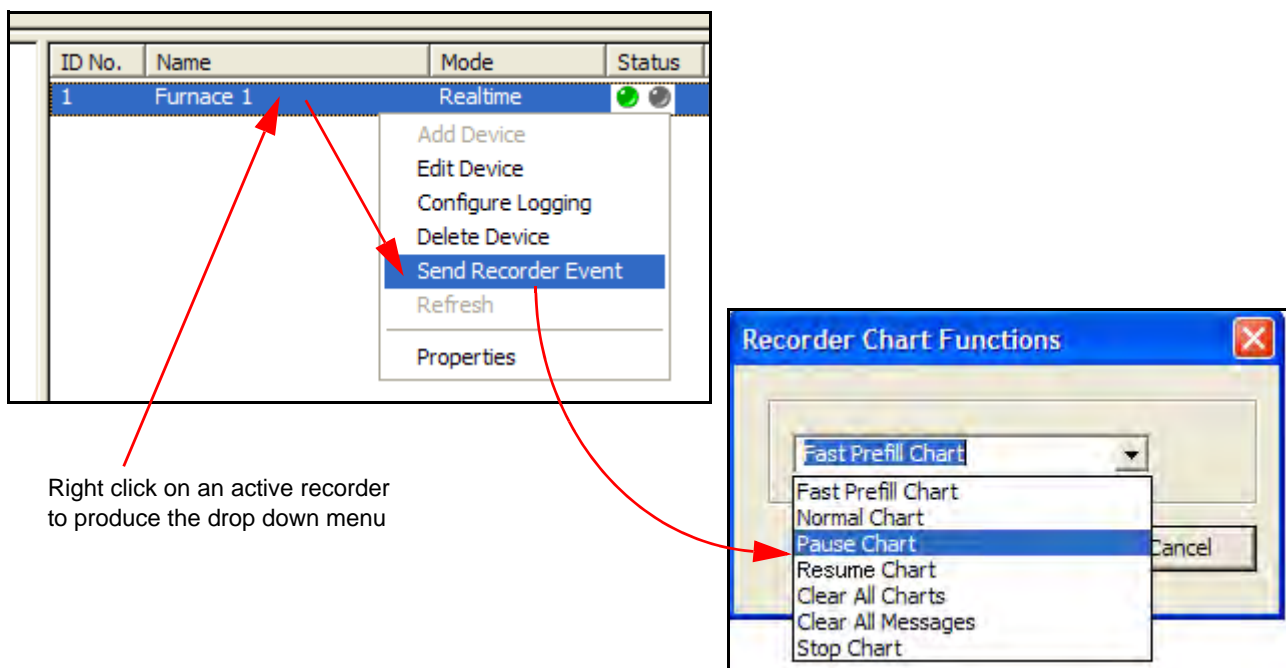 ID No. Name Mode Status
1 Furnace 1 Realtime
Add Device
Edit Device
Configure Logging
Delete Device
Send Recorder Event
Refresh
Properties
Right click on an active recorder
to produce the drop down menu
Recorder Chart Functions
Fast Prefill Chart
Fast Prefill Chart
Normal Chart
Pause Chart
Cancel
Resume Chart
Clear All Charts
Clear All Messages
Stop Chart